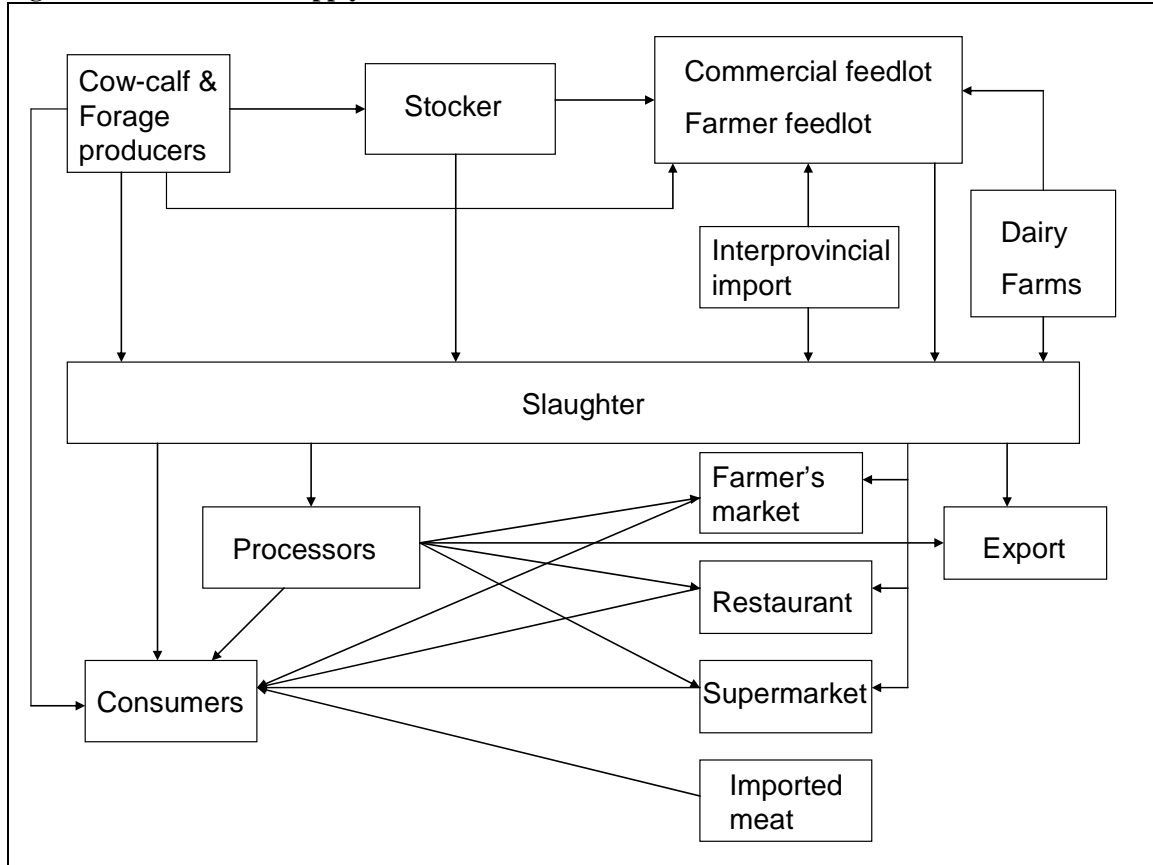 Cow-calf &
Forage
producers
Stocker
Commercial feedlot
Farmer feedlot
Interprovincial
import
Dairy
Farms
Slaughter
Farmer's
market
Processors
Export
Restaurant
Consumers
Supermarket
Imported
meat